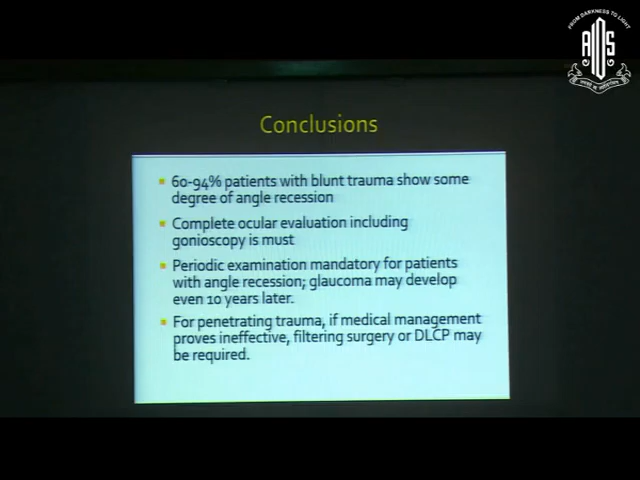 FROM DARKNESS TO LIGHT
AIOS
Conclusions
60-94% patients with blunt trauma show some
degree of angle recession
Complete ocular evaluation including
gonioscopy is must
Periodic examination mandatory for patients
with angle recession; glaucoma may develop
even 10 years later.
For penetrating trauma, if medical management
proves ineffective, filtering surgery or DLCP may
be required.